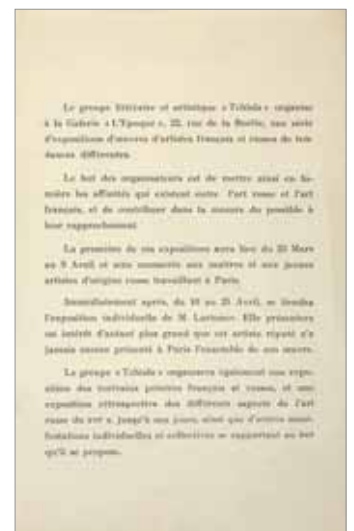 Le groupe littéraire et artistique « Tchisla » organise
à la Galerie « L'Epoque », 22, rue de la Boétie, une série
d'expositions d'œuvres d'artistes français et russes de ten-
dances différentes.
Le but des organisateurs est de mettre ainsi en lu-
mière les affinités qui existent entre l'art russe et l'art
français, et de contribuer dans la mesure du possible à
leur rapprochement.
La première de ces expositions aura lieu du 23 Mars
au 9 Avril et sera consacrée aux maîtres et aux jeunes
artistes d'origine russe travaillant à Paris.
Immédiatement après, du 10 au 25 Avril, se tiendra
l'exposition individuelle de M. Larionov. Elle présentera
un intérêt d'autant plus grand que cet artiste réputé n'a
jamais encore présenté à Paris l'ensemble de son œuvre.
Le groupe « Tchisla » organisera également une expo-
sition des écrivains peintres français et russes, et une
exposition rétrospective des différents aspects de l'art
russe du s. jusqu'à nos jours, ainsi que d'autres mani-
festations individuelles et collectives se rapportant au but
qu'il se propose.